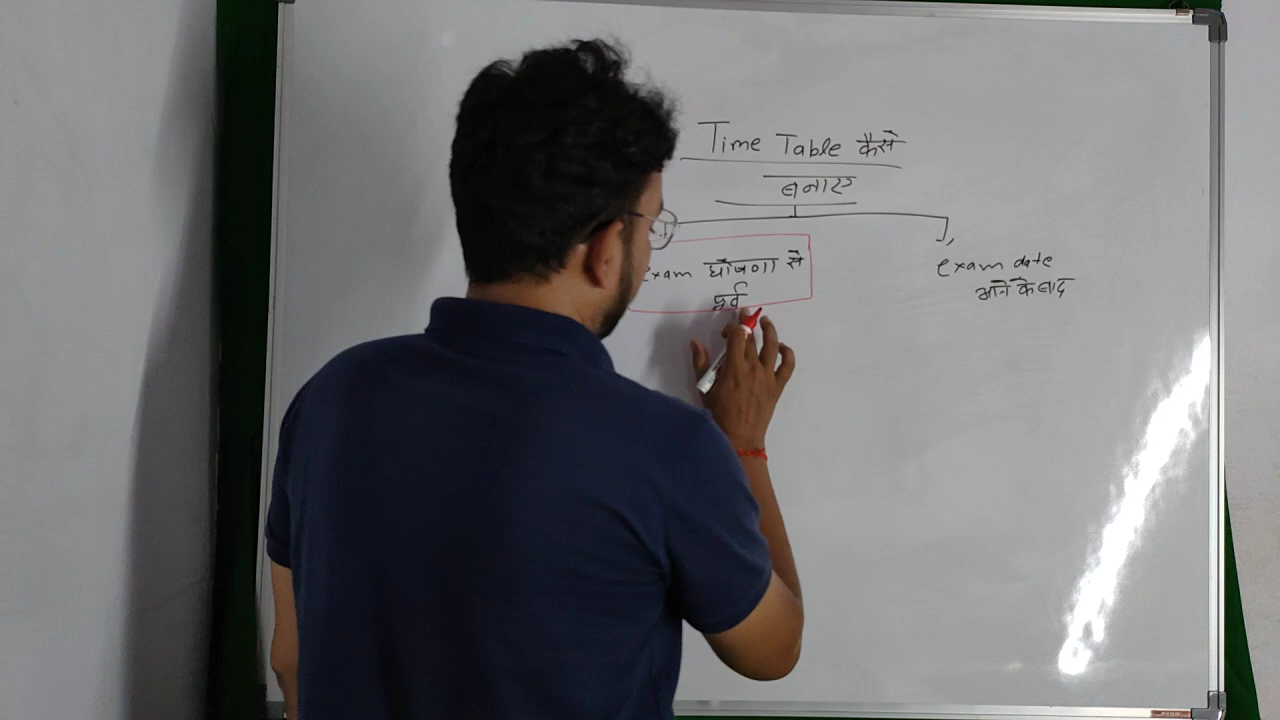 Time Table कैसे
बनाए
Exam घोषणा से
पूर्व
exam date
आने के बाद